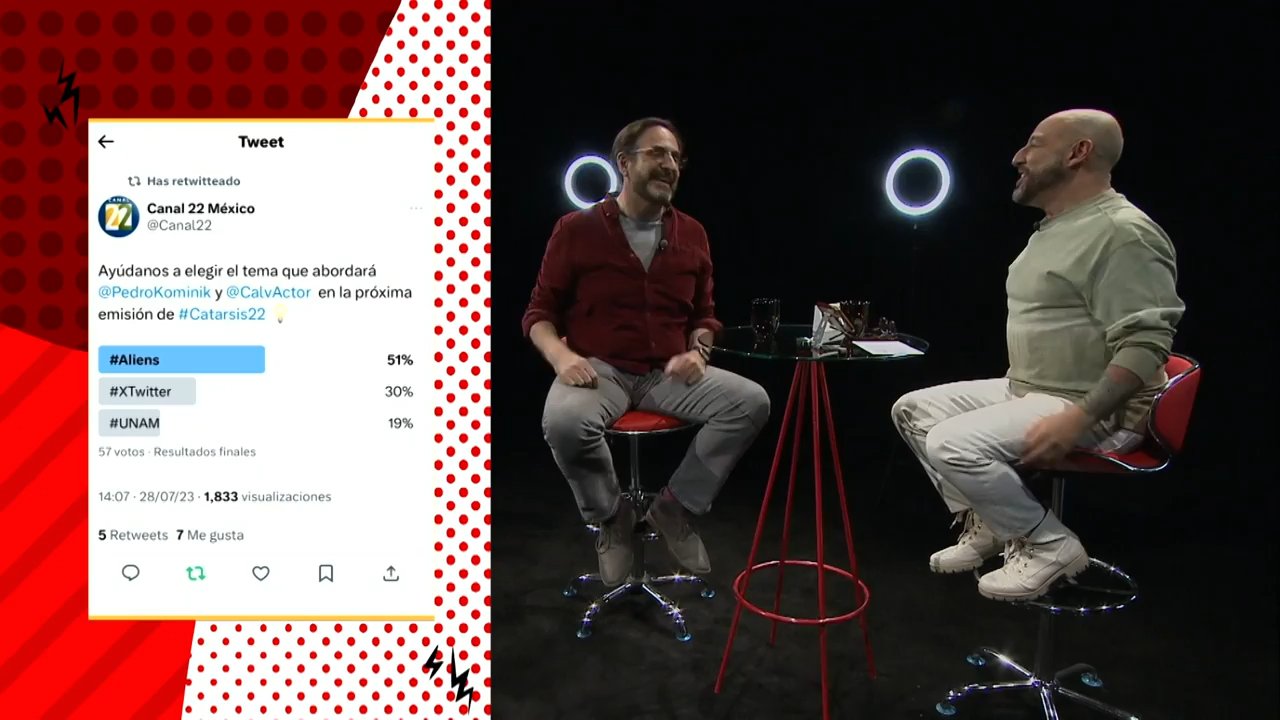 Tweet
Has retwitteado
CANAL
22
Canal 22 México
@Canal22
Ayúdanos a elegir el tema que abordará
@PedroKominik y @CalvActor en la próxima
emisión de #Catarsis22
#Aliens 51%
#XTwitter 30%
#UNAM 19%
57 votos · Resultados finales
14:07 · 28/07/23 · 1,833 visualizaciones
5 Retweets 7 Me gusta